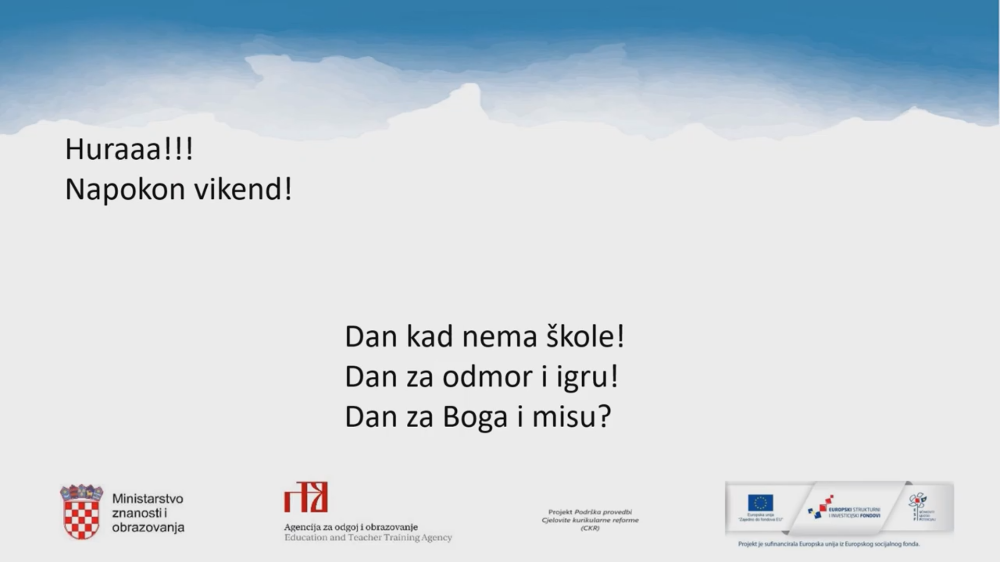 Huraaa!!!
Napokon vikend!
Dan kad nema škole!
Dan za odmor i igru!
Dan za Boga i misu?
Ministarstvo
znanosti i
obrazovanja
Agencija za odgoj i obrazovanje
Education and Teacher Training Agency
Projekt Podrška provedbi
Cjelovite kurikularne reforme
(CKR)
Europska unija
"Zajedno do fondova EU"
EUROPSKI STRUKTURNI
I INVESTICIJSKI FONDOVI
Projekt je sufinancirala Europska unija iz Europskog socijalnog fonda.